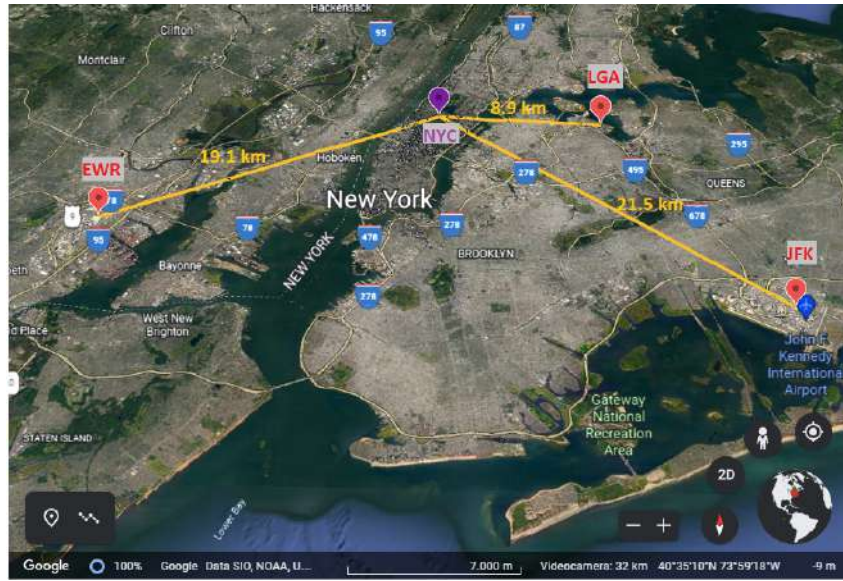 Hackensack
Clifton
95
87
Montclair
LGA
8.9 km
NYC
19.1 km
Hoboken
295
EWR
78
278
495
QUEENS
9
New York
21.5 km
678
95
78
478
278
BROOKLYN
NEW YORK
JFK
Bayonne
278
West New
Brighton
John F.
Kennedy
International
Airport
Gateway
National
Recreation
Area
STATEN ISLAND
2D
Lower Bay
Google 100% Google Data SIO, NOAA, U.... 7.000 m Videocamera: 32 km 40°35'10"N 73°59'18"W -9 m